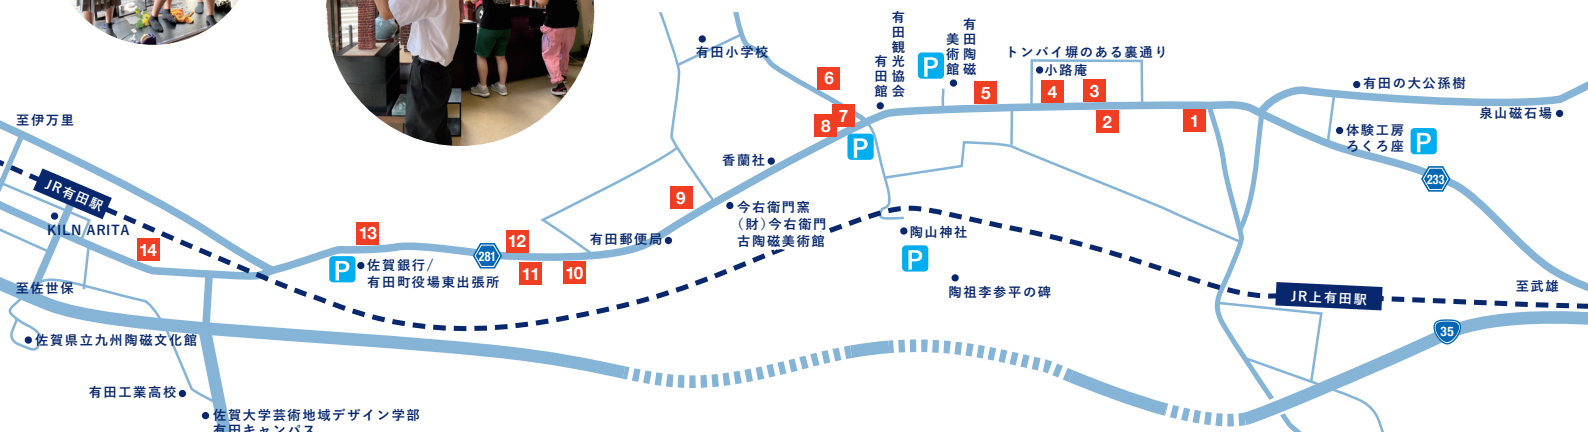 有田小学校
有田観光協会
有田館
有田陶磁
美術館
P
トンバイ塀のある裏通り
小路庵
有田の大公孫樹
泉山磁石場
体験工房
ろくろ座
P
233
6
7
8
5
4
3
2
1
P
至伊万里
JR有田駅
KILN ARITA
14
13
P
佐賀銀行/
有田町役場東出張所
281
12
11
10
有田郵便局
9
香蘭社
今右衛門窯
（財）今右衛門
古陶磁美術館
陶山神社
P
陶祖李参平の碑
JR上有田駅
至武雄
35
至佐世保
佐賀県立九州陶磁文化館
有田工業高校
佐賀大学芸術地域デザイン学部
有田キャンパス